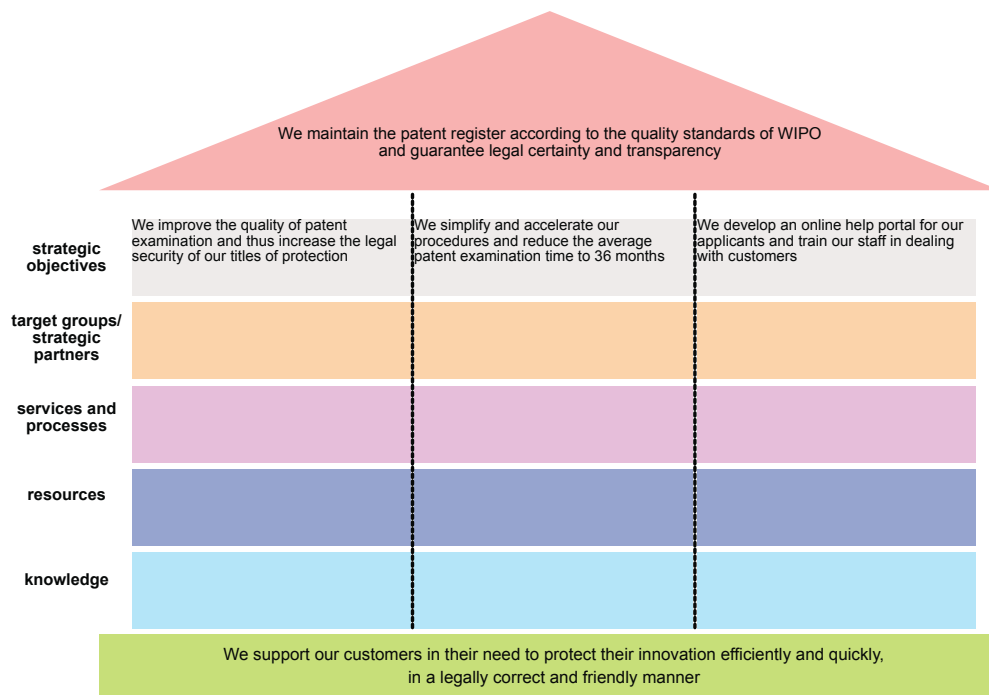 We maintain the patent register according to the quality standards of WIPO
and guarantee legal certainty and transparency
strategic
objectives
We improve the quality of patent
examination and thus increase the legal
security of our titles of protection
We simplify and accelerate our
procedures and reduce the average
patent examination time to 36 months
We develop an online help portal for our
applicants and train our staff in dealing
with customers
target groups/
strategic
partners
services and
processes
resources
knowledge
We support our customers in their need to protect their innovation efficiently and quickly,
in a legally correct and friendly manner